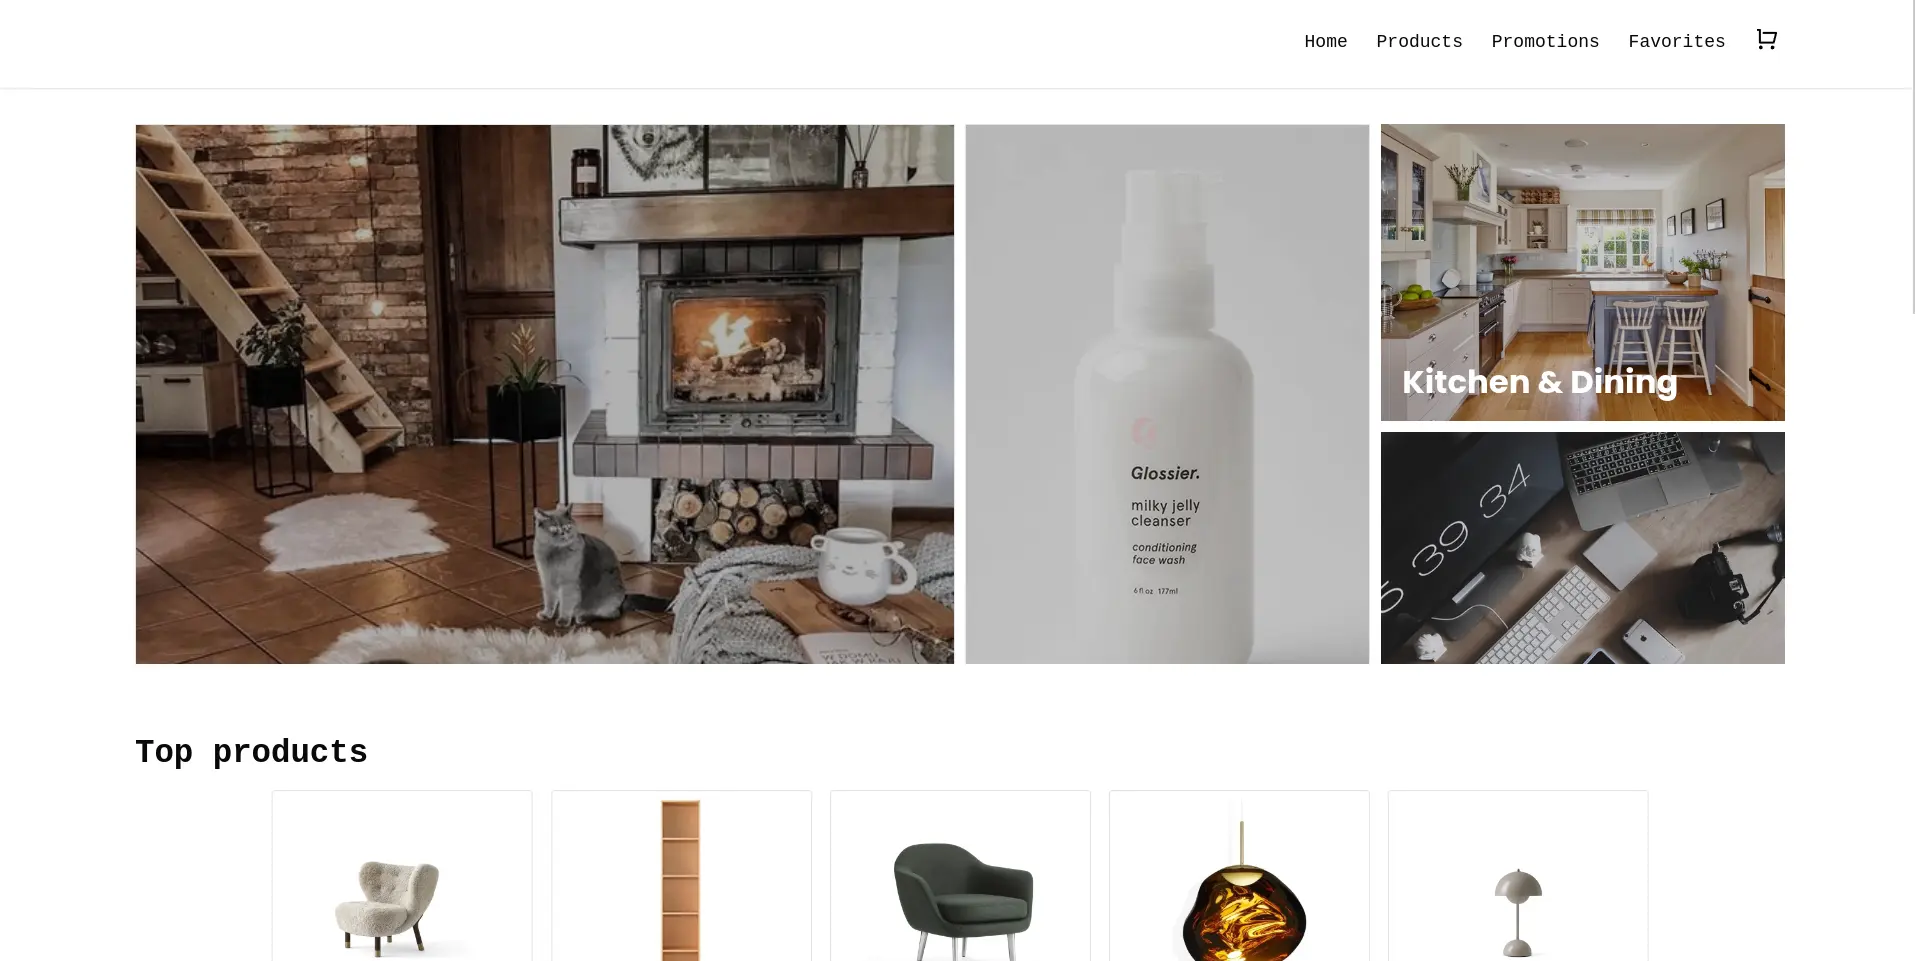 Home Products Promotions Favorites
Glossier.
milky jelly
cleanser
conditioning
face wash
6 fl oz 177ml
Kitchen & Dining
39 34
Top products